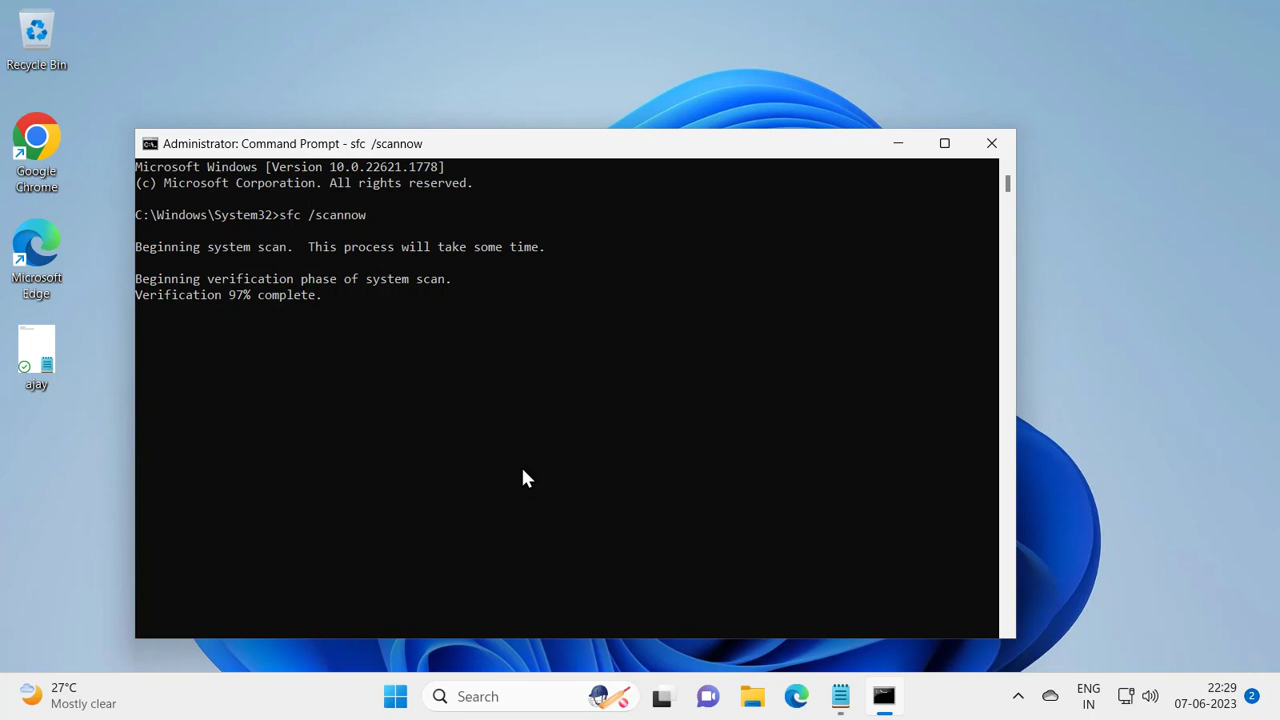 Recycle Bin
Google
Chrome
Microsoft
Edge
ajay
Administrator: Command Prompt - sfc  /scannow
Microsoft Windows [Version 10.0.22621.1778]
(c) Microsoft Corporation. All rights reserved.
C:\Windows\System32>sfc /scannow
Beginning system scan.  This process will take some time.
Beginning verification phase of system scan.
Verification 97% complete.
27°C
Mostly clear
Search
ENG
IN
22:29
07-06-2023
2